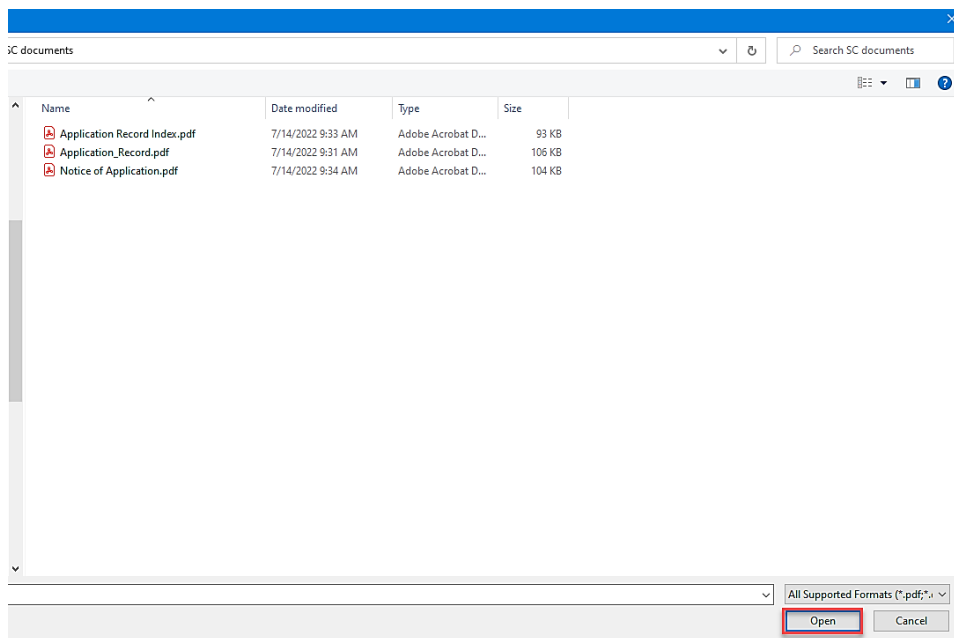 SC documents
Search SC documents
Name Date modified Type Size
Application Record Index.pdf 7/14/2022 9:33 AM Adobe Acrobat D... 93 KB
Application_Record.pdf 7/14/2022 9:31 AM Adobe Acrobat D... 106 KB
Notice of Application.pdf 7/14/2022 9:34 AM Adobe Acrobat D... 104 KB
All Supported Formats (*.pdf;*.
Open Cancel